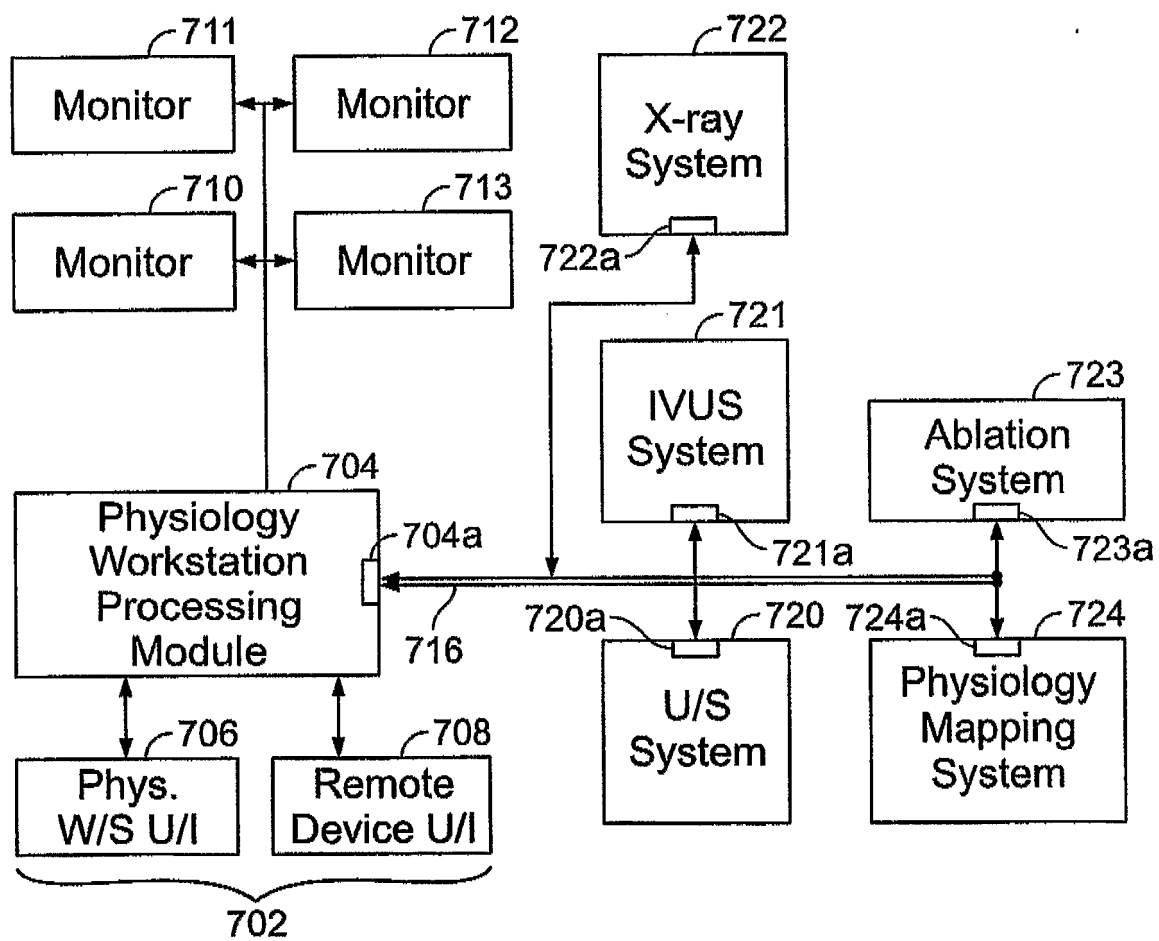 711
712
722
Monitor
Monitor
X-ray
System
710
713
722a
Monitor
Monitor
721
IVUS
System
723
Ablation
System
704
Physiology
Workstation
Processing
Module
704a
721a
723a
716
720a
720
724a
724
U/S
System
Physiology
Mapping
System
706
708
Phys.
W/S U/I
Remote
Device U/I
702